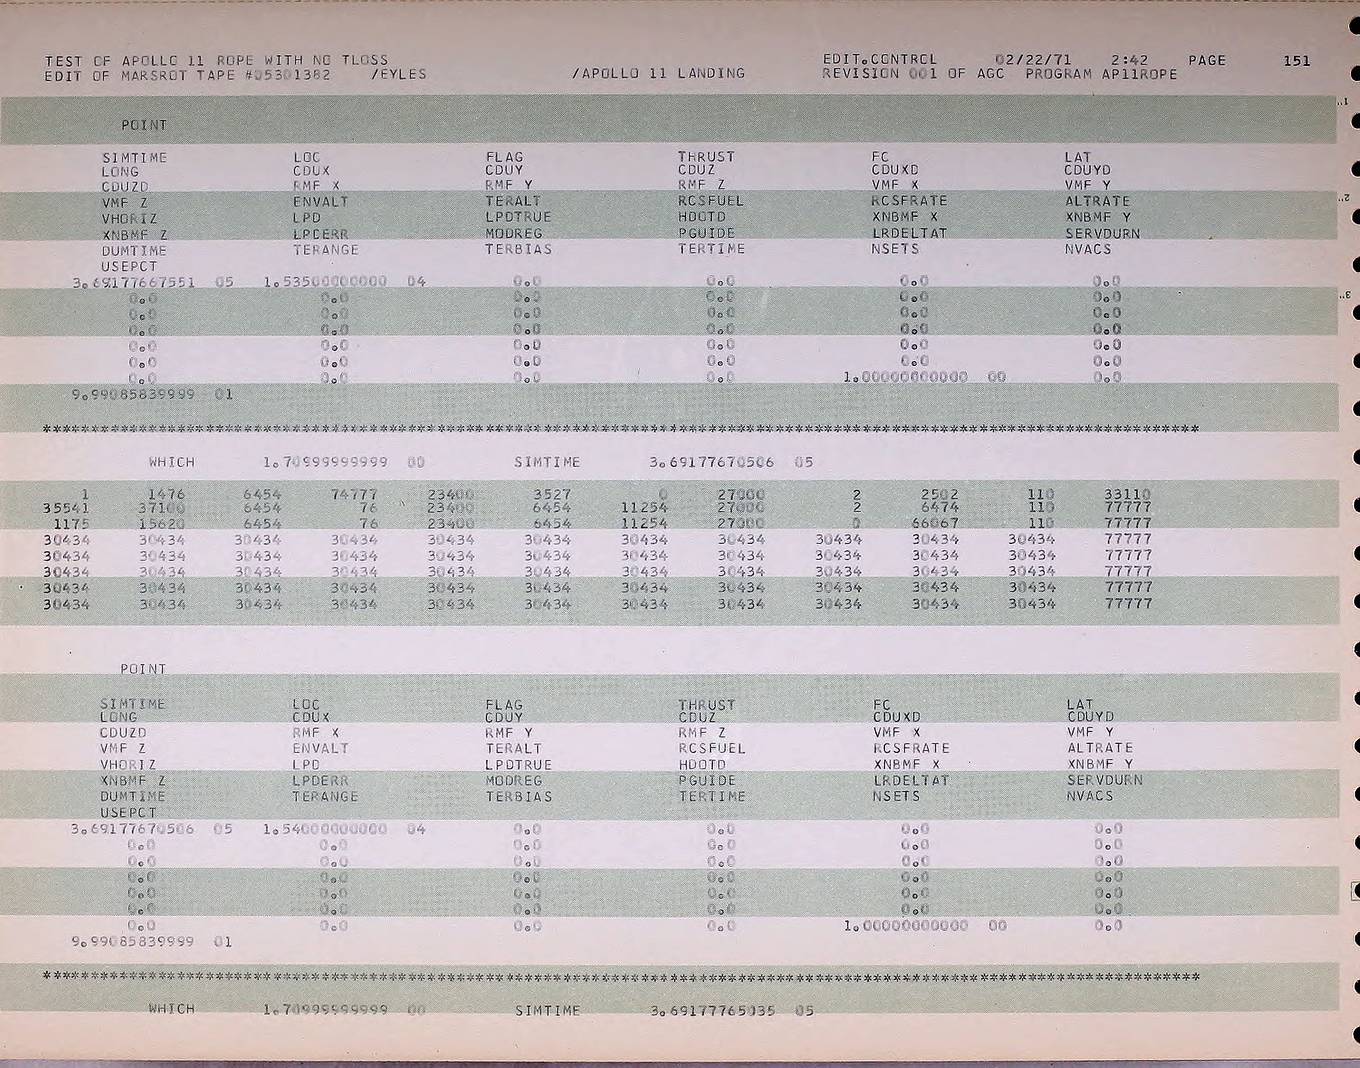 TEST OF APOLLO 11 ROPE WITH NO TLOSS EDIT.CONTROL 02/22/71 2:42 PAGE 151
EDIT OF MARSROT TAPE #05301382 /EYLES /APOLLO 11 LANDING REVISION 001 OF AGC PROGRAM AP11ROPE
POINT
SIMTIME LOC FLAG THRUST FC LAT
LONG CDUX CDUY CDUZ CDUXD CDUYD
CDUZD RMF X RMF Y RMF Z VMF X VMF Y
VMF Z ENVALT TERALT RCSFUEL RCSFRATE ALTRATE
VHORIZ LPD LPDTRUE HDOTD XNBMF X XNBMF Y
XNBMF Z LPDERR MODREG PGUIDE LRDELTAT SERVDURN
DUMTIME TERANGE TERBIAS TERTIME NSETS NVACS
USEPCT
3.69177667551 05 1.53500000000 04 0.0 0.0 0.0 0.0
0.0 0.0 0.0 0.0 0.0 0.0
0.0 0.0 0.0 0.0 0.0 0.0
0.0 0.0 0.0 0.0 0.0 0.0
0.0 0.0 0.0 0.0 0.0 0.0
0.0 0.0 0.0 0.0 0.0 0.0
0.0 0.0 0.0 0.0 1.00000000000 00 0.0
9.99085839999 01
************************************************************************************************************************
WHICH 1.70999999999 00 SIMTIME 3.69177670506 05
1 1476 6454 74777 23400 3527 0 27000 2 2502 110 33110
35541 37100 6454 76 23400 6454 11254 27000 2 6474 110 77777
1175 15620 6454 76 23400 6454 11254 27000 0 66067 110 77777
30434 30434 30434 30434 30434 30434 30434 30434 30434 30434 30434 77777
30434 30434 30434 30434 30434 30434 30434 30434 30434 30434 30434 77777
30434 30434 30434 30434 30434 30434 30434 30434 30434 30434 30434 77777
30434 30434 30434 30434 30434 30434 30434 30434 30434 30434 30434 77777
30434 30434 30434 30434 30434 30434 30434 30434 30434 30434 30434 77777
POINT
SIMTIME LOC FLAG THRUST FC LAT
LONG CDUX CDUY CDUZ CDUXD CDUYD
CDUZD RMF X RMF Y RMF Z VMF X VMF Y
VMF Z ENVALT TERALT RCSFUEL RCSFRATE ALTRATE
VHORIZ LPD LPDTRUE HDOTD XNBMF X XNBMF Y
XNBMF Z LPDERR MODREG PGUIDE LRDELTAT SERVDURN
DUMTIME TERANGE TERBIAS TERTIME NSETS NVACS
USEPCT
3.69177670506 05 1.54000000000 04 0.0 0.0 0.0 0.0
0.0 0.0 0.0 0.0 0.0 0.0
0.0 0.0 0.0 0.0 0.0 0.0
0.0 0.0 0.0 0.0 0.0 0.0
0.0 0.0 0.0 0.0 0.0 0.0
0.0 0.0 0.0 0.0 0.0 0.0
0.0 0.0 0.0 0.0 1.00000000000 00 0.0
9.99085839999 01
************************************************************************************************************************
WHICH 1.70999999999 00 SIMTIME 3.69177765035 05